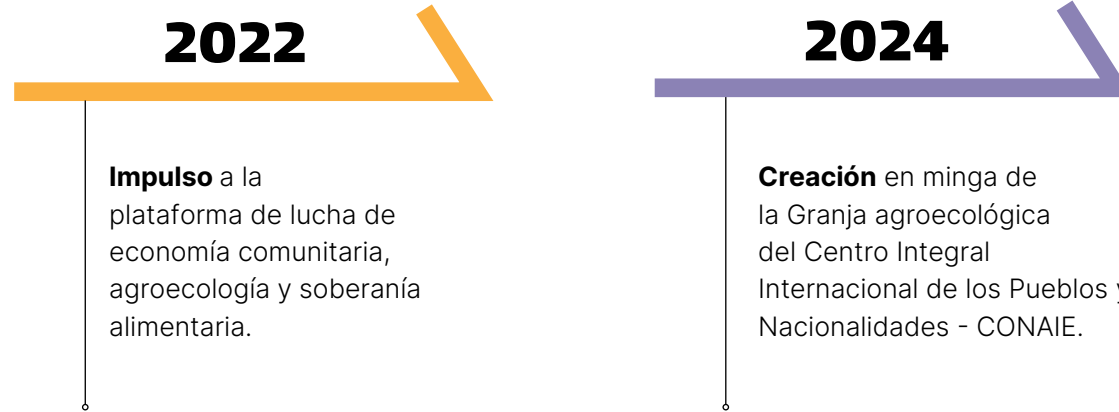 2022
Impulso a la
plataforma de lucha de
economía comunitaria,
agroecología y soberanía
alimentaria.
2024
Creación en minga de
la Granja agroecológica
del Centro Integral
Internacional de los Pueblos y
Nacionalidades - CONAIE.